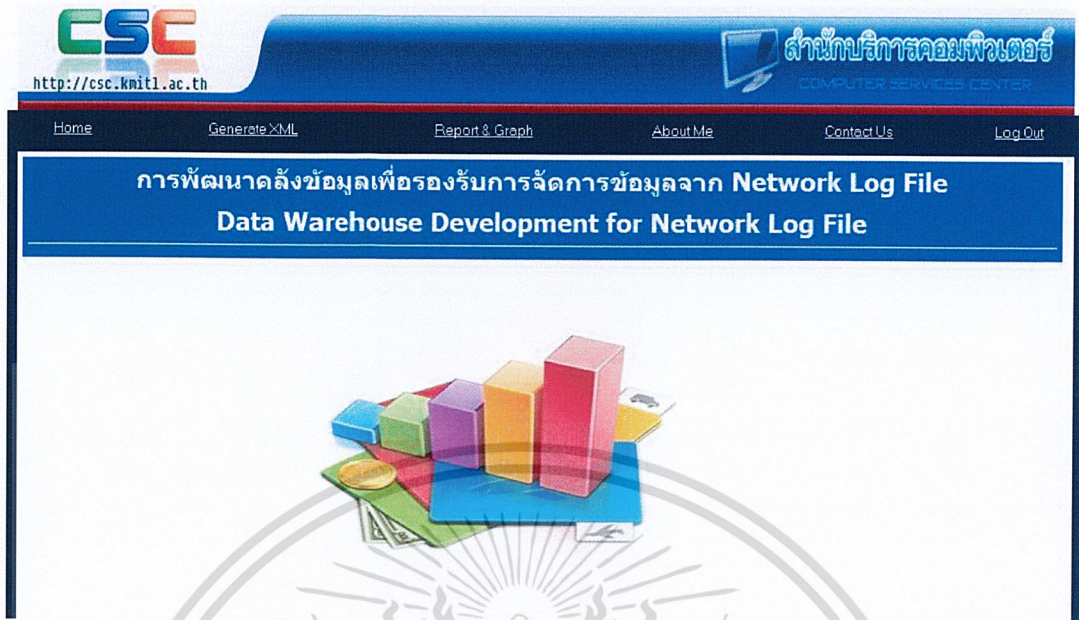 CSC
http://csc.kmitl.ac.th
สำนักบริการคอมพิวเตอร์
COMPUTER SERVICES CENTER
Home Generate XML Report & Graph About Me Contact Us Log Out
การพัฒนาคลังข้อมูลเพื่อรองรับการจัดการข้อมูลจาก Network Log File
Data Warehouse Development for Network Log File